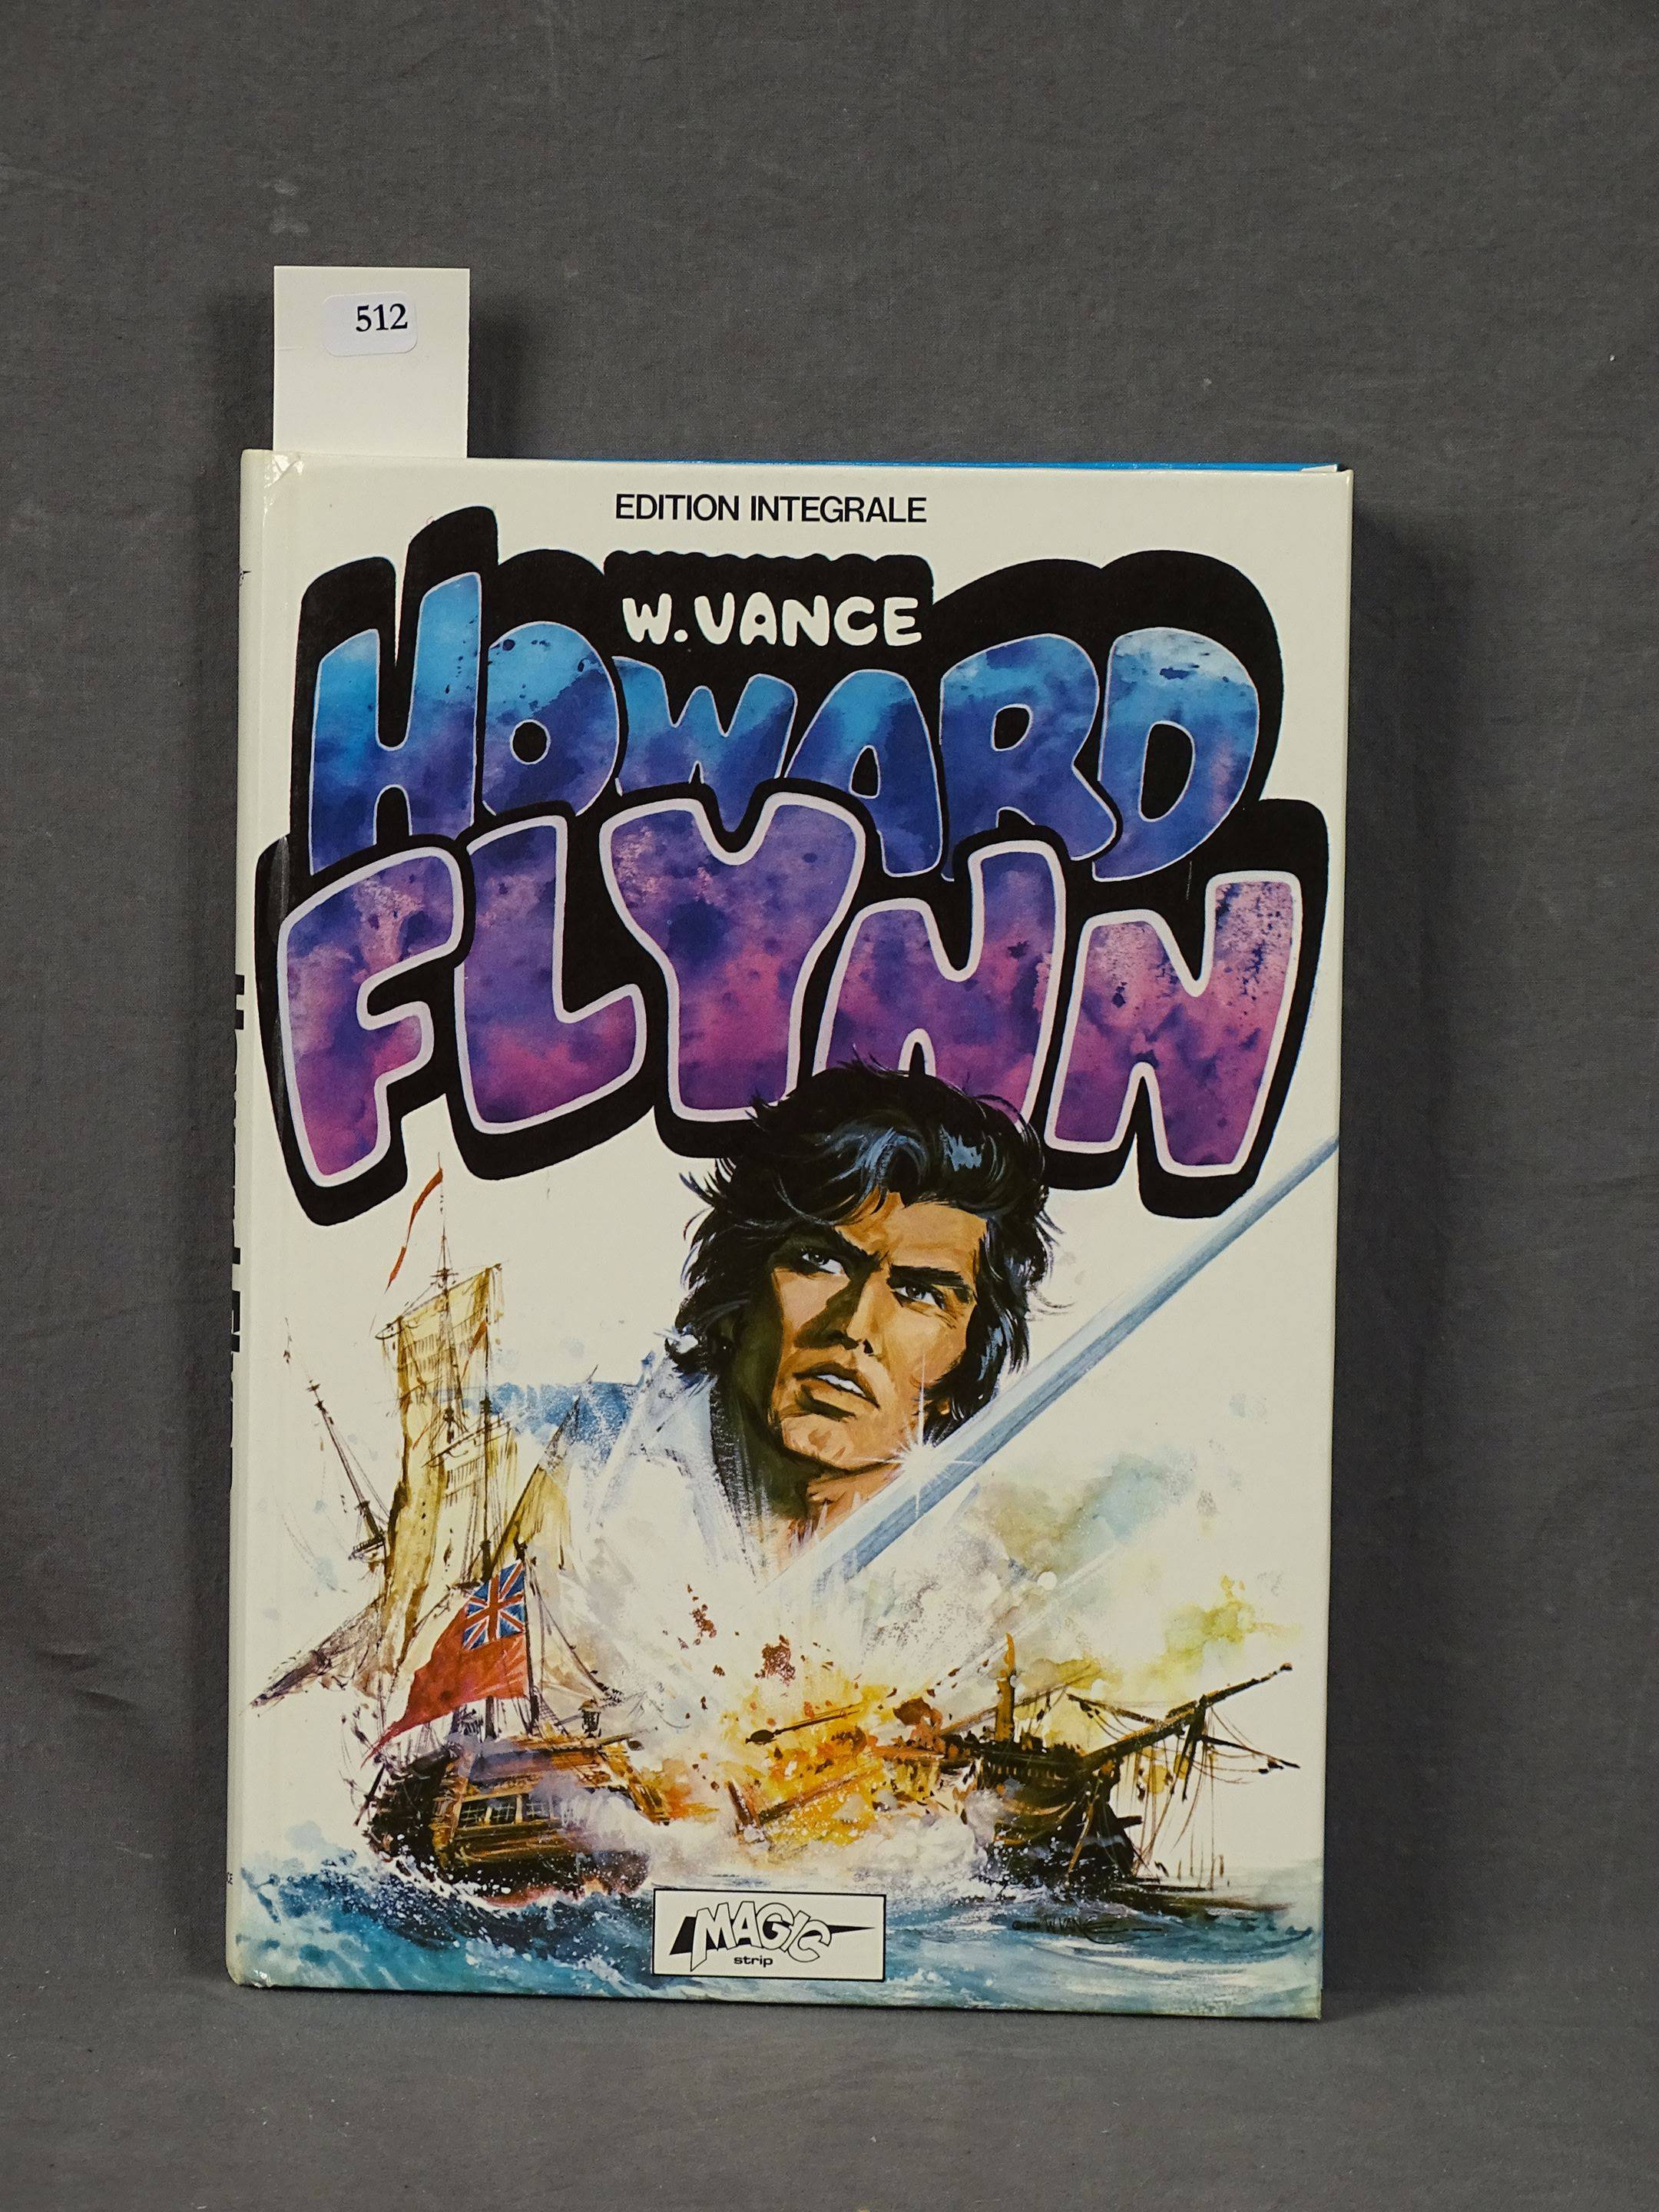 512
EDITION INTEGRALE
W. VANCE
HOWARD
FLYNN
MAGIC
strip